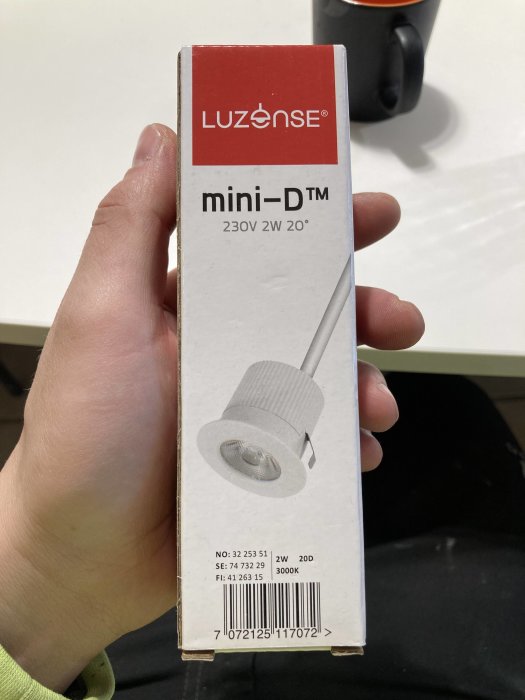 LUZENSE®
mini-D™
230V 2W 20°
NO: 32 253 51
SE: 74 732 29
FI: 41 263 15
2W 20D
3000K
7 072125 117072 >